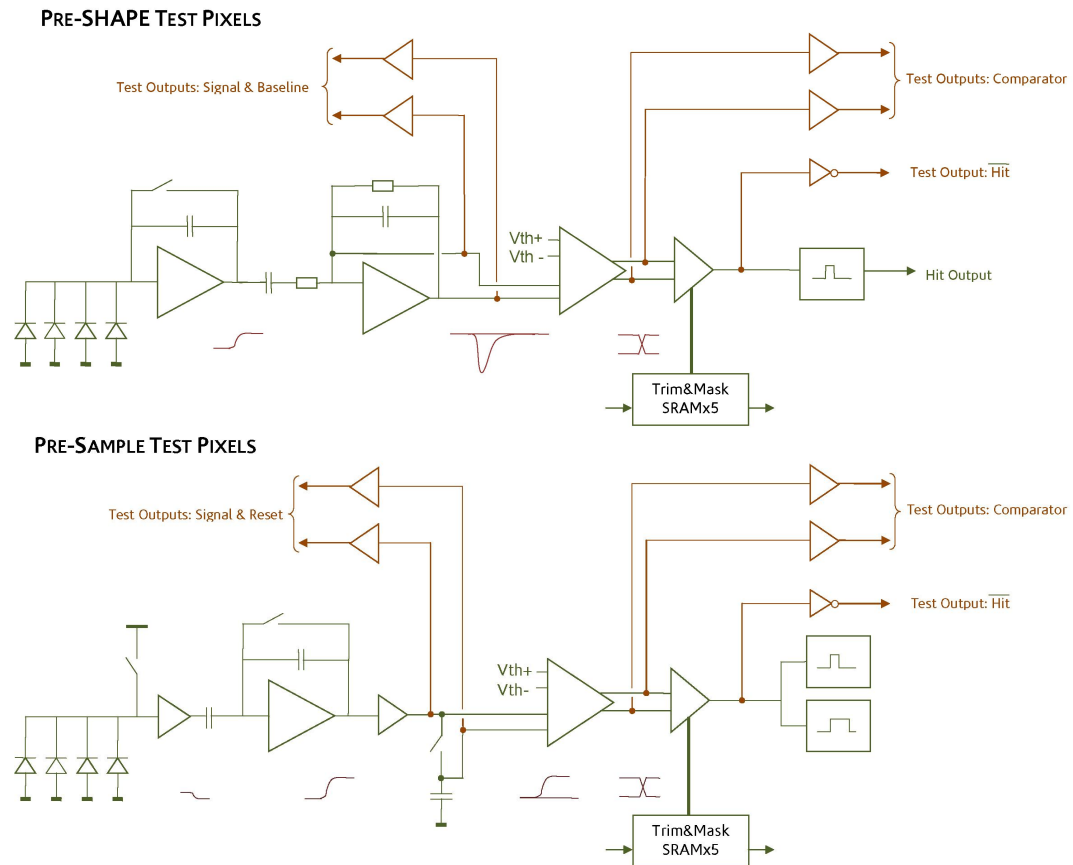 PRE-SHAPE TEST PIXELS
Test Outputs: Signal & Baseline
Test Outputs: Comparator
Test Output: Hit
Vth+
Vth -
Hit Output
Trim&Mask
SRAMx5
PRE-SAMPLE TEST PIXELS
Test Outputs: Signal & Reset
Test Outputs: Comparator
Test Output: Hit
Vth+
Vth-
Trim&Mask
SRAMx5